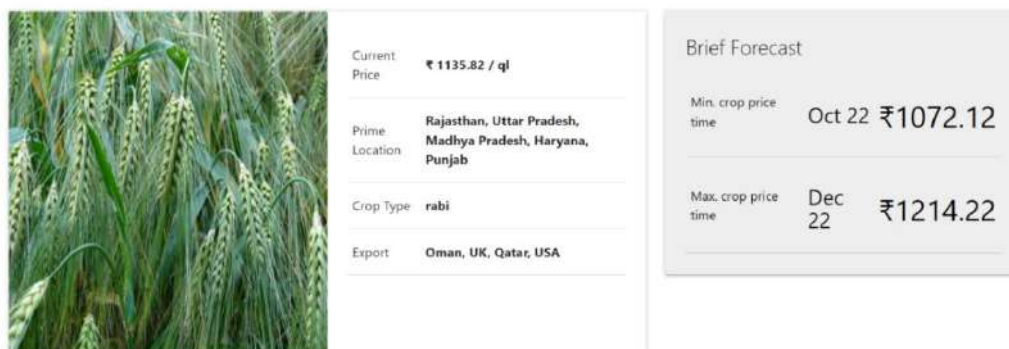 Current
Price
₹ 1135.82 / ql
Prime
Location
Rajasthan, Uttar Pradesh,
Madhya Pradesh, Haryana,
Punjab
Crop Type
rabi
Export
Oman, UK, Qatar, USA
Brief Forecast
Min. crop price
time
Oct 22
₹1072.12
Max. crop price
time
Dec
22
₹1214.22